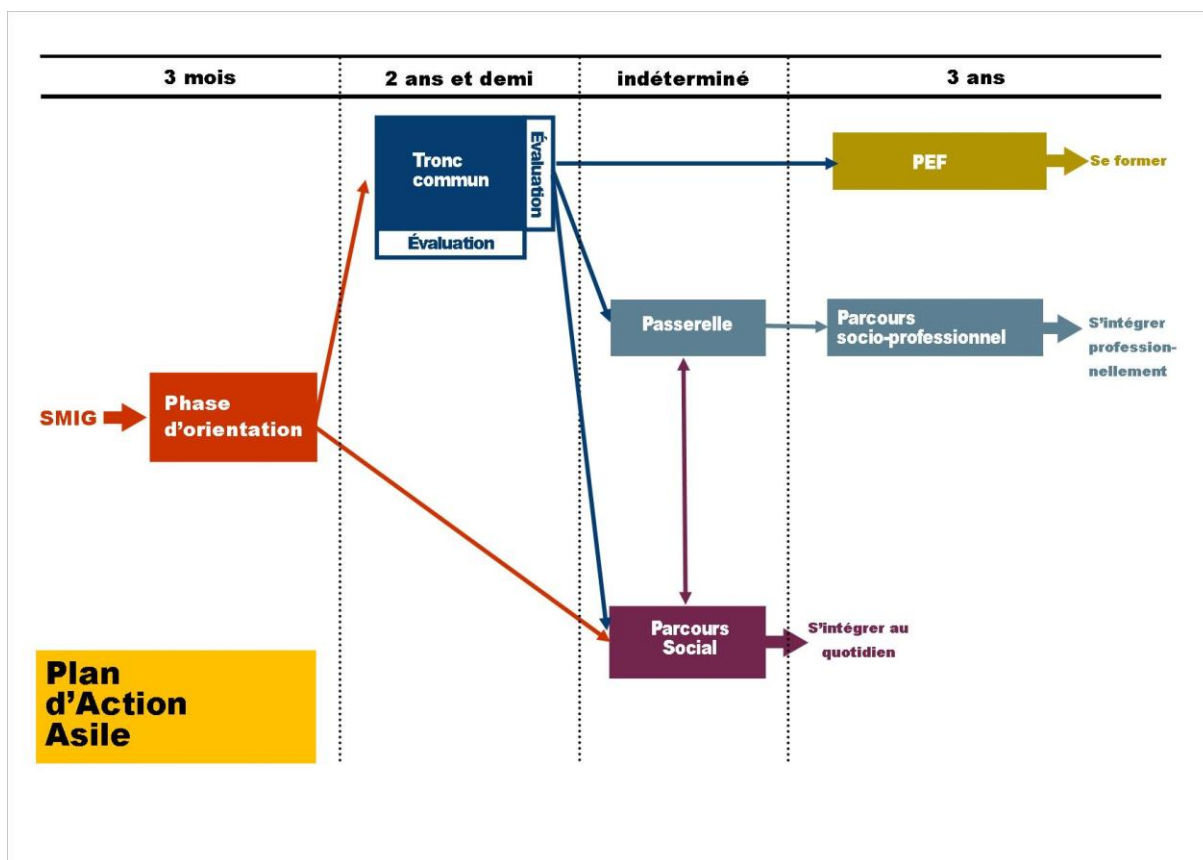 3 mois
2 ans et demi
indéterminé
3 ans
Tronc
commun
Évaluation
Évaluation
PEF
Se former
Passerelle
Parcours
socio-professionnel
S'intégrer
profession-
nellement
SMIG
Phase
d'orientation
Parcours
Social
S'intégrer au
quotidien
Plan
d'Action
Asile